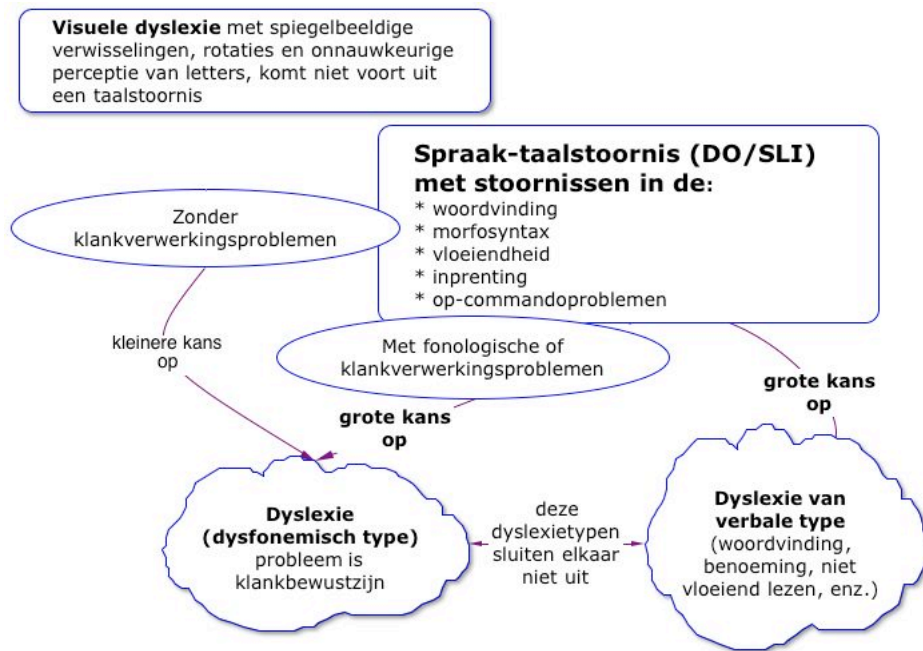 Visuele dyslexie met spiegelbeeldige
verwisselingen, rotaties en onnauwkeurige
perceptie van letters, komt niet voort uit
een taalstoornis
Spraak-taalstoornis (DO/SLI)
met stoornissen in de:
* woordvinding
* morfosyntax
* vloeiendheid
* inprenting
* op-commandoproblemen
Zonder
klankverwerkingsproblemen
Met fonologische of
klankverwerkingsproblemen
kleinere kans
op
grote kans
op
grote kans
op
Dyslexie
(dysfonemisch type)
probleem is
klankbewustzijn
deze
dyslexietypen
sluiten elkaar
niet uit
Dyslexie van
verbale type
(woordvinding,
benoeming, niet
vloeiend lezen, enz.)